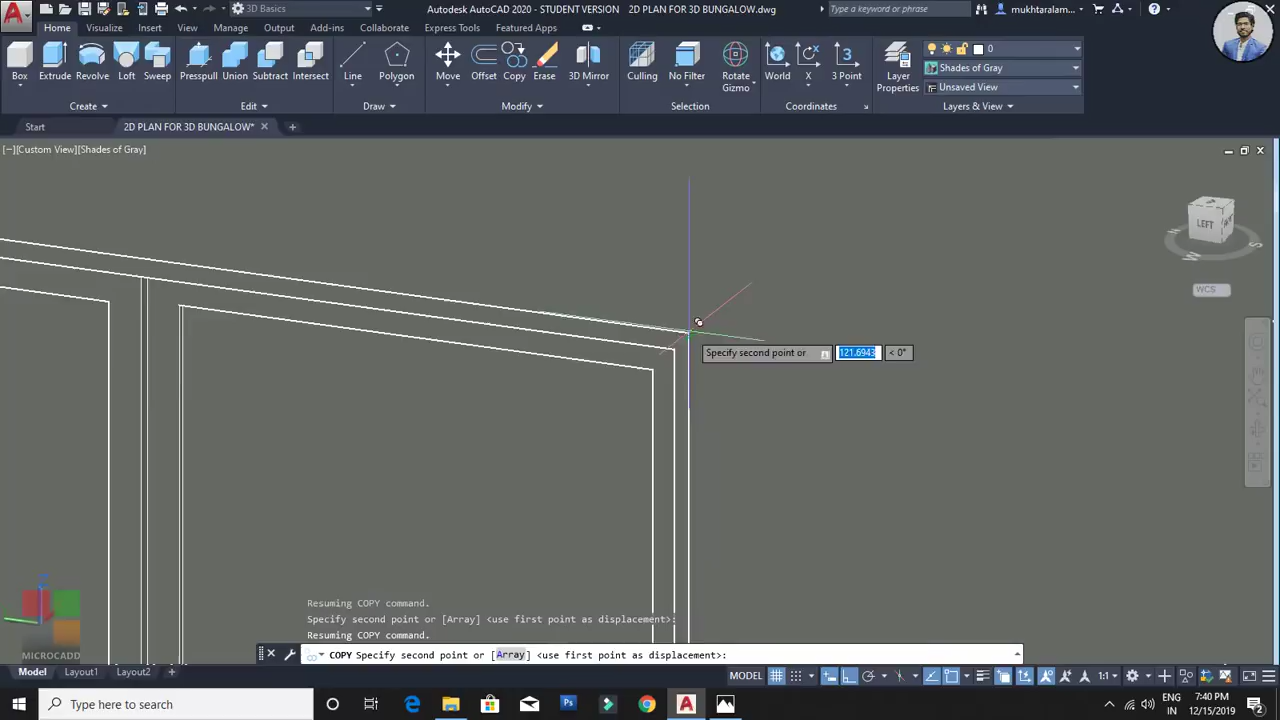 3D Basics
Autodesk AutoCAD 2020 - STUDENT VERSION 2D PLAN FOR 3D BUNGALOW.dwg
Type a keyword or phrase
mukhtaralam...
Home Visualize Insert View Manage Output Add-ins Collaborate Express Tools Featured Apps
Box Extrude Revolve Loft Sweep
Presspull Union Subtract Intersect
Line Polygon
Move Offset Copy Erase 3D Mirror
Culling No Filter Rotate Gizmo
World X 3 Point
Layer Properties
0
Shades of Gray
Unsaved View
Create Edit Draw Modify Selection Coordinates Layers & View
Start 2D PLAN FOR 3D BUNGALOW*
[−][Custom View][Shades of Gray]
LEFT
N
S
W
WCS
Specify second point or 121.6943 < 0°
MICROCADD
Resuming COPY command.
Specify second point or [Array] <use first point as displacement>:
Resuming COPY command.
COPY Specify second point or [Array] <use first point as displacement>:
Model Layout1 Layout2
MODEL 1:1
Type here to search
ENG
IN
7:40 PM
12/15/2019
2